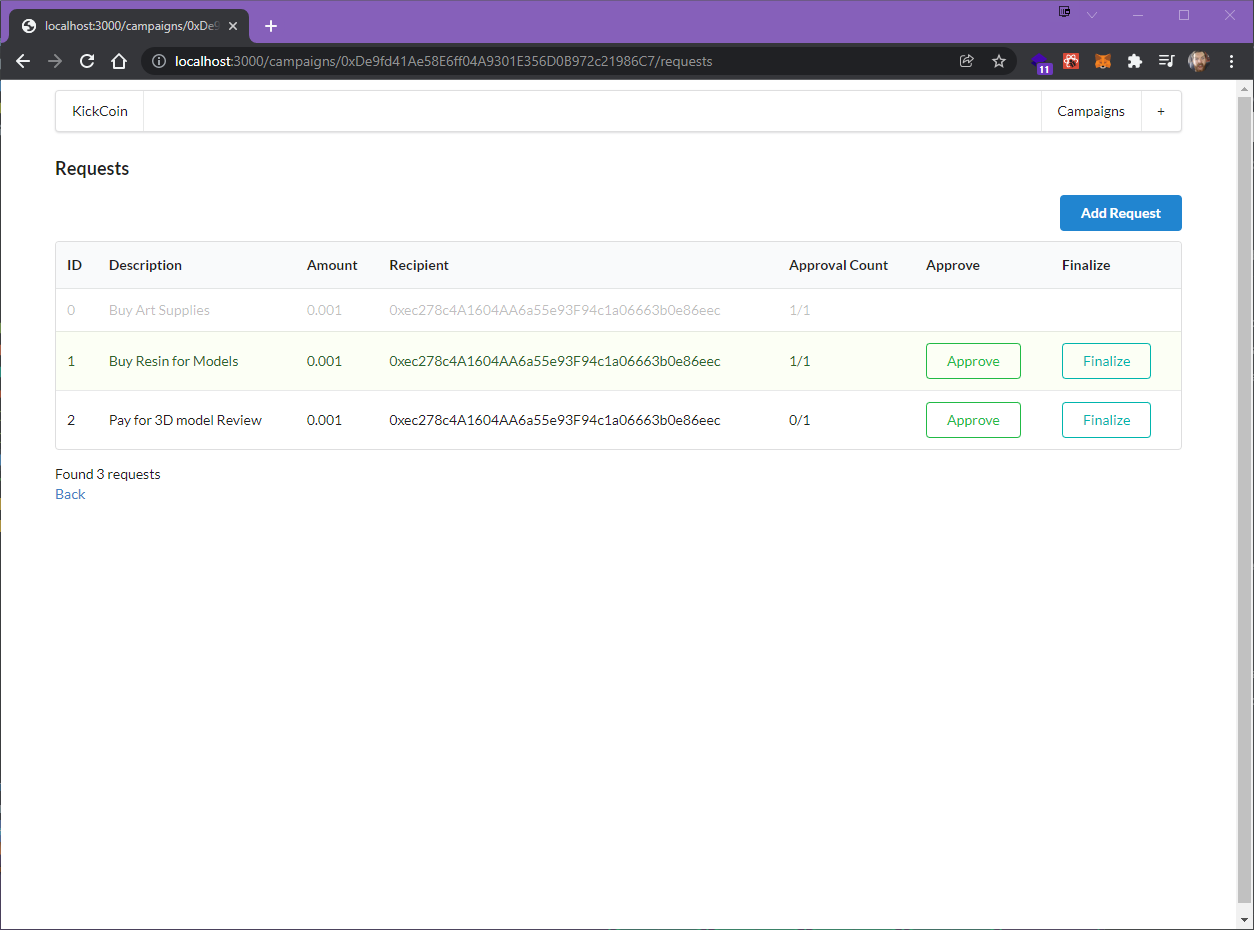 localhost:3000/campaigns/0xDe9
localhost:3000/campaigns/0xDe9fd41Ae58E6ff04A9301E356D0B972c21986C7/requests
11
KickCoin Campaigns +
Requests
Add Request
ID Description Amount Recipient Approval Count Approve Finalize
0 Buy Art Supplies 0.001 0xec278c4A1604AA6a55e93F94c1a06663b0e86eec 1/1
1 Buy Resin for Models 0.001 0xec278c4A1604AA6a55e93F94c1a06663b0e86eec 1/1 Approve Finalize
2 Pay for 3D model Review 0.001 0xec278c4A1604AA6a55e93F94c1a06663b0e86eec 0/1 Approve Finalize
Found 3 requests
Back